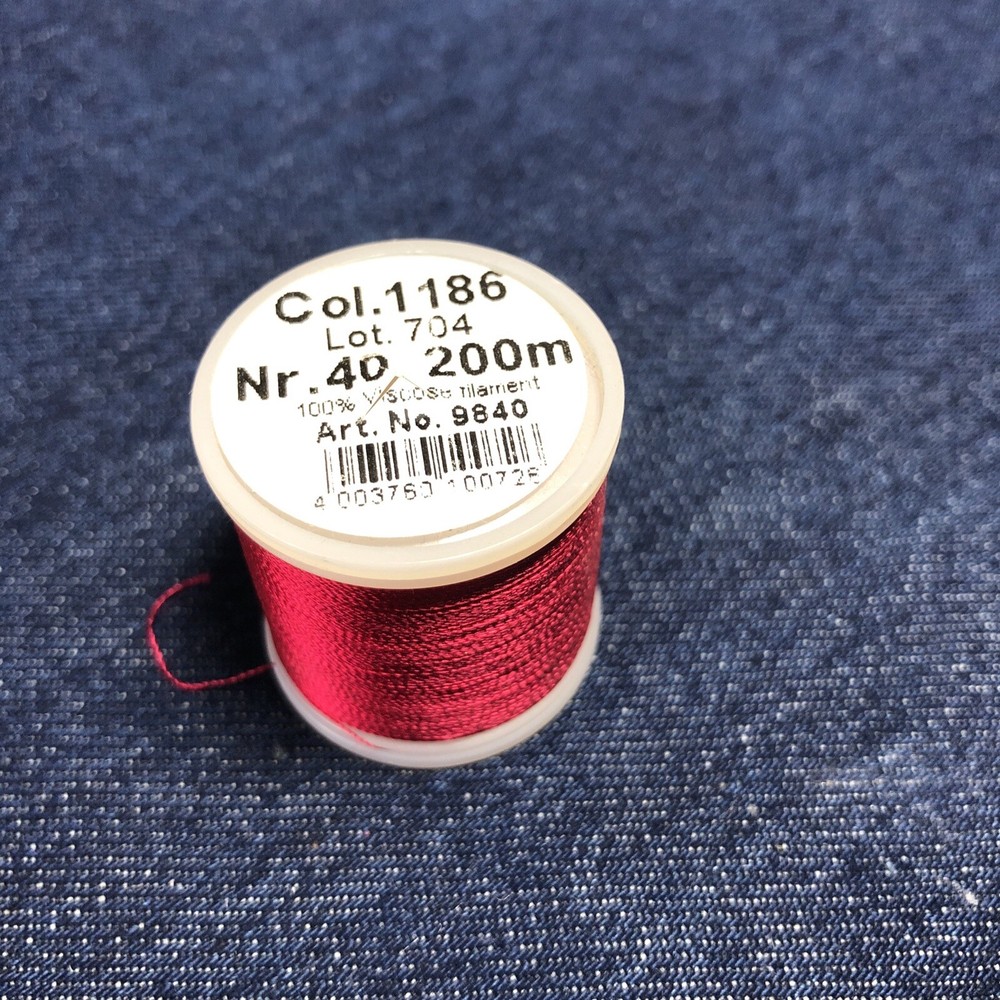 Col.1186
Lot. 704
Nr.40 200m
100% Viscose filament
Art. No. 9840
4 003760 100726